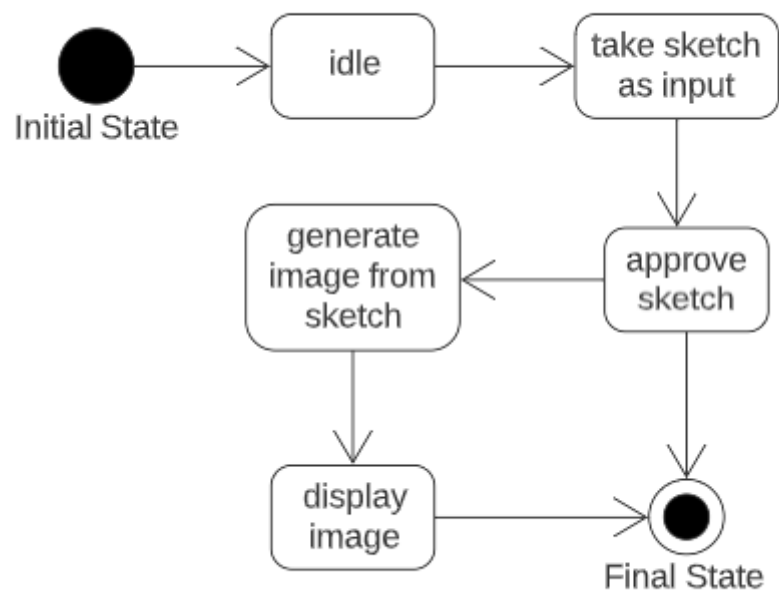 idle
take sketch
as input
Initial State
generate
image from
sketch
approve
sketch
display
image
Final State